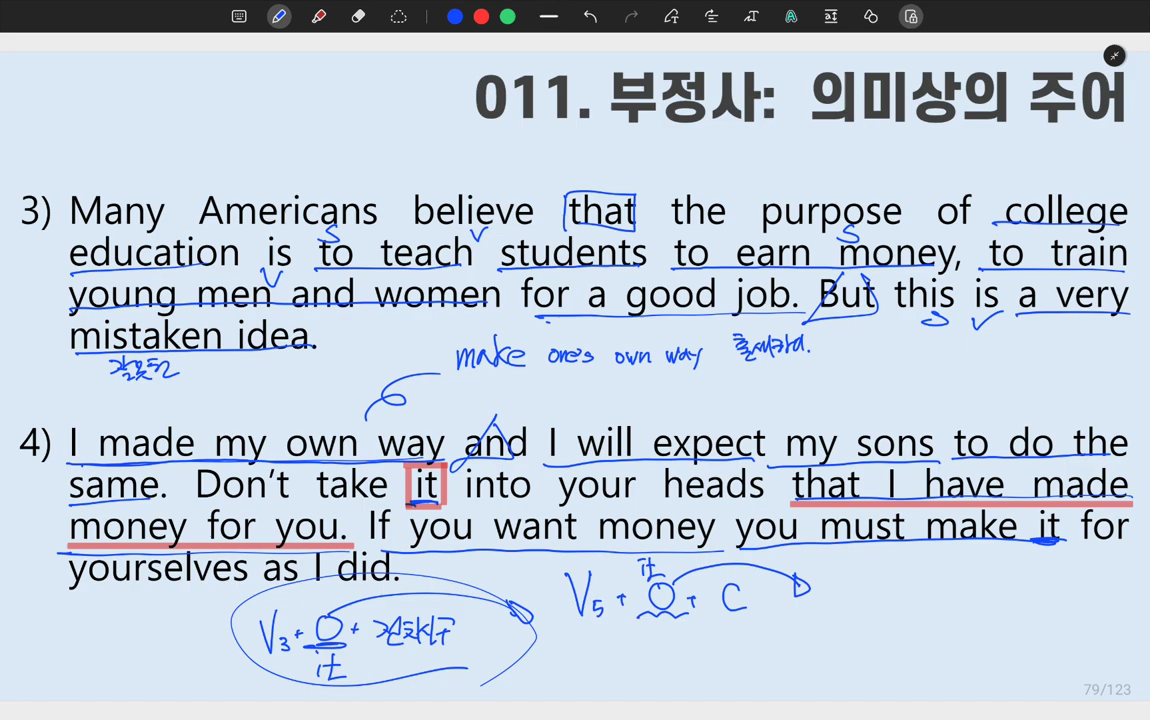 011. 부정사: 의미상의 주어
3) Many Americans believe that the purpose of college
S V S
education is to teach students to earn money, to train
V
young men and women for a good job. But this is a very
S V
mistaken idea.
잘못된
make one's own way 출세하다.
4) I made my own way and I will expect my sons to do the
same. Don't take it into your heads that I have made
money for you. If you want money you must make it for
yourselves as I did.
it
V5 + O + C
V3 + O + 전치사구
it
79/123